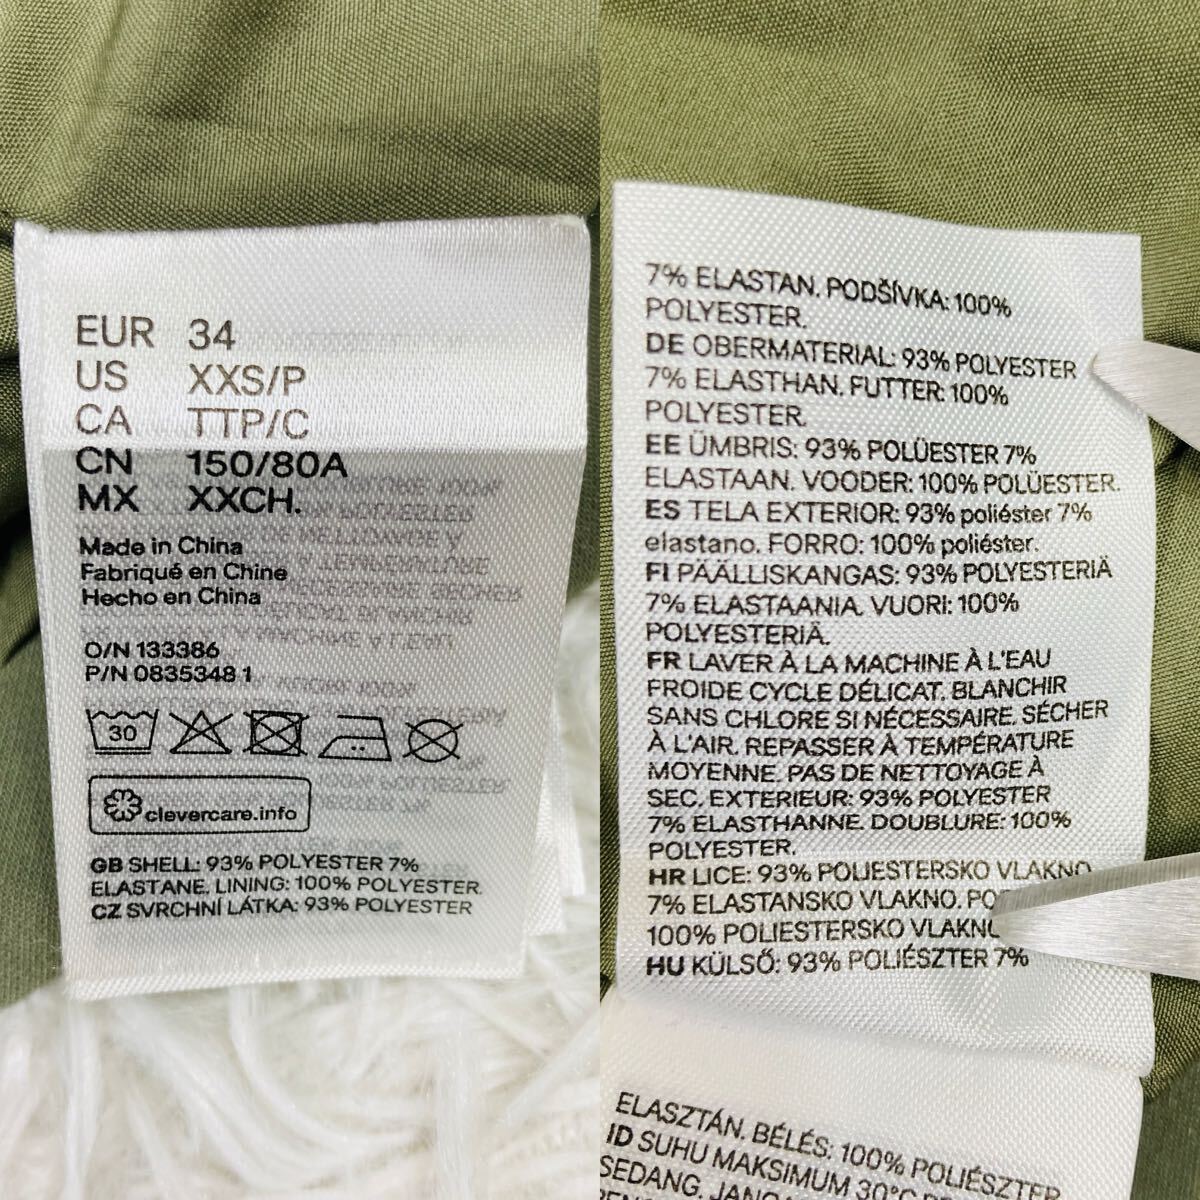 EUR 34
US XXS/P
CA TTP/C
CN 150/80A
MX XXCH.
Made in China
Fabriqué en Chine
Hecho en China
O/N 133386
P/N 0835348 1
30
clevercare.info
GB SHELL: 93% POLYESTER 7%
ELASTANE. LINING: 100% POLYESTER.
CZ SVRCHNÍ LÁTKA: 93% POLYESTER
7% ELASTAN. PODŠÍVKA: 100%
POLYESTER.
DE OBERMATERIAL: 93% POLYESTER
7% ELASTHAN. FUTTER: 100%
POLYESTER.
EE ÜMBRIS: 93% POLÜESTER 7%
ELASTAAN. VOODER: 100% POLÜESTER.
ES TELA EXTERIOR: 93% poliéster 7%
elastano. FORRO: 100% poliéster.
FI PÄÄLLISKANGAS: 93% POLYESTERIÄ
7% ELASTAANIA. VUORI: 100%
POLYESTERIÄ.
FR LAVER À LA MACHINE À L'EAU
FROIDE CYCLE DÉLICAT. BLANCHIR
SANS CHLORE SI NÉCESSAIRE. SÉCHER
À L'AIR. REPASSER À TEMPÉRATURE
MOYENNE. PAS DE NETTOYAGE À
SEC. EXTERIEUR: 93% POLYESTER
7% ELASTHANNE. DOUBLURE: 100%
POLYESTER.
HR LICE: 93% POLIESTERSKO VLAKNO
7% ELASTANSKO VLAKNO.
100% POLIESTERSKO
HU KÜLSŐ: 93% POLIÉSZTER 7%
ELASZTÁN. BÉLÉS: 100% POLIÉSZTER
ID SUHU MAKSIMUM 30°C
SEDANG.